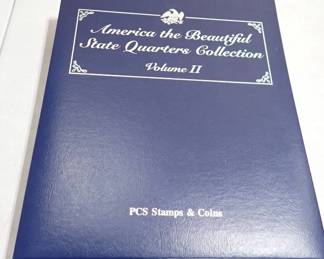 America the Beautiful
State Quarters Collection
Volume II
PCS Stamps & Coins